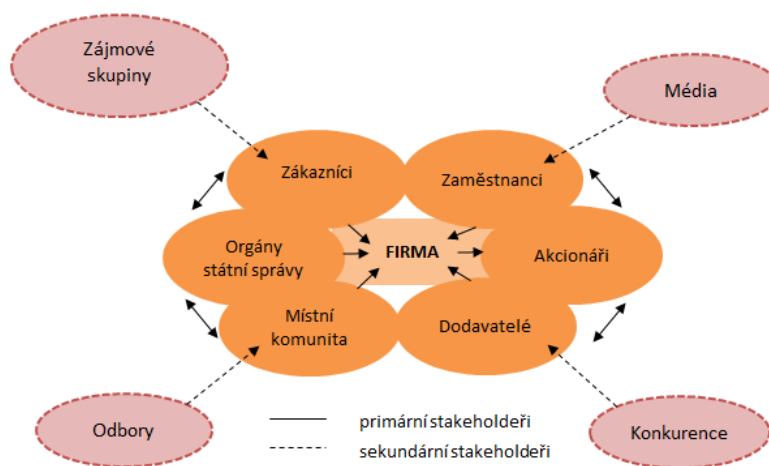 Zájmové
skupiny
Média
Zákazníci
Zaměstnanci
Orgány
státní správy
FIRMA
Akcionáři
Místní
komunita
Dodavatelé
Odbory
primární stakeholdeři
sekundární stakeholdeři
Konkurence